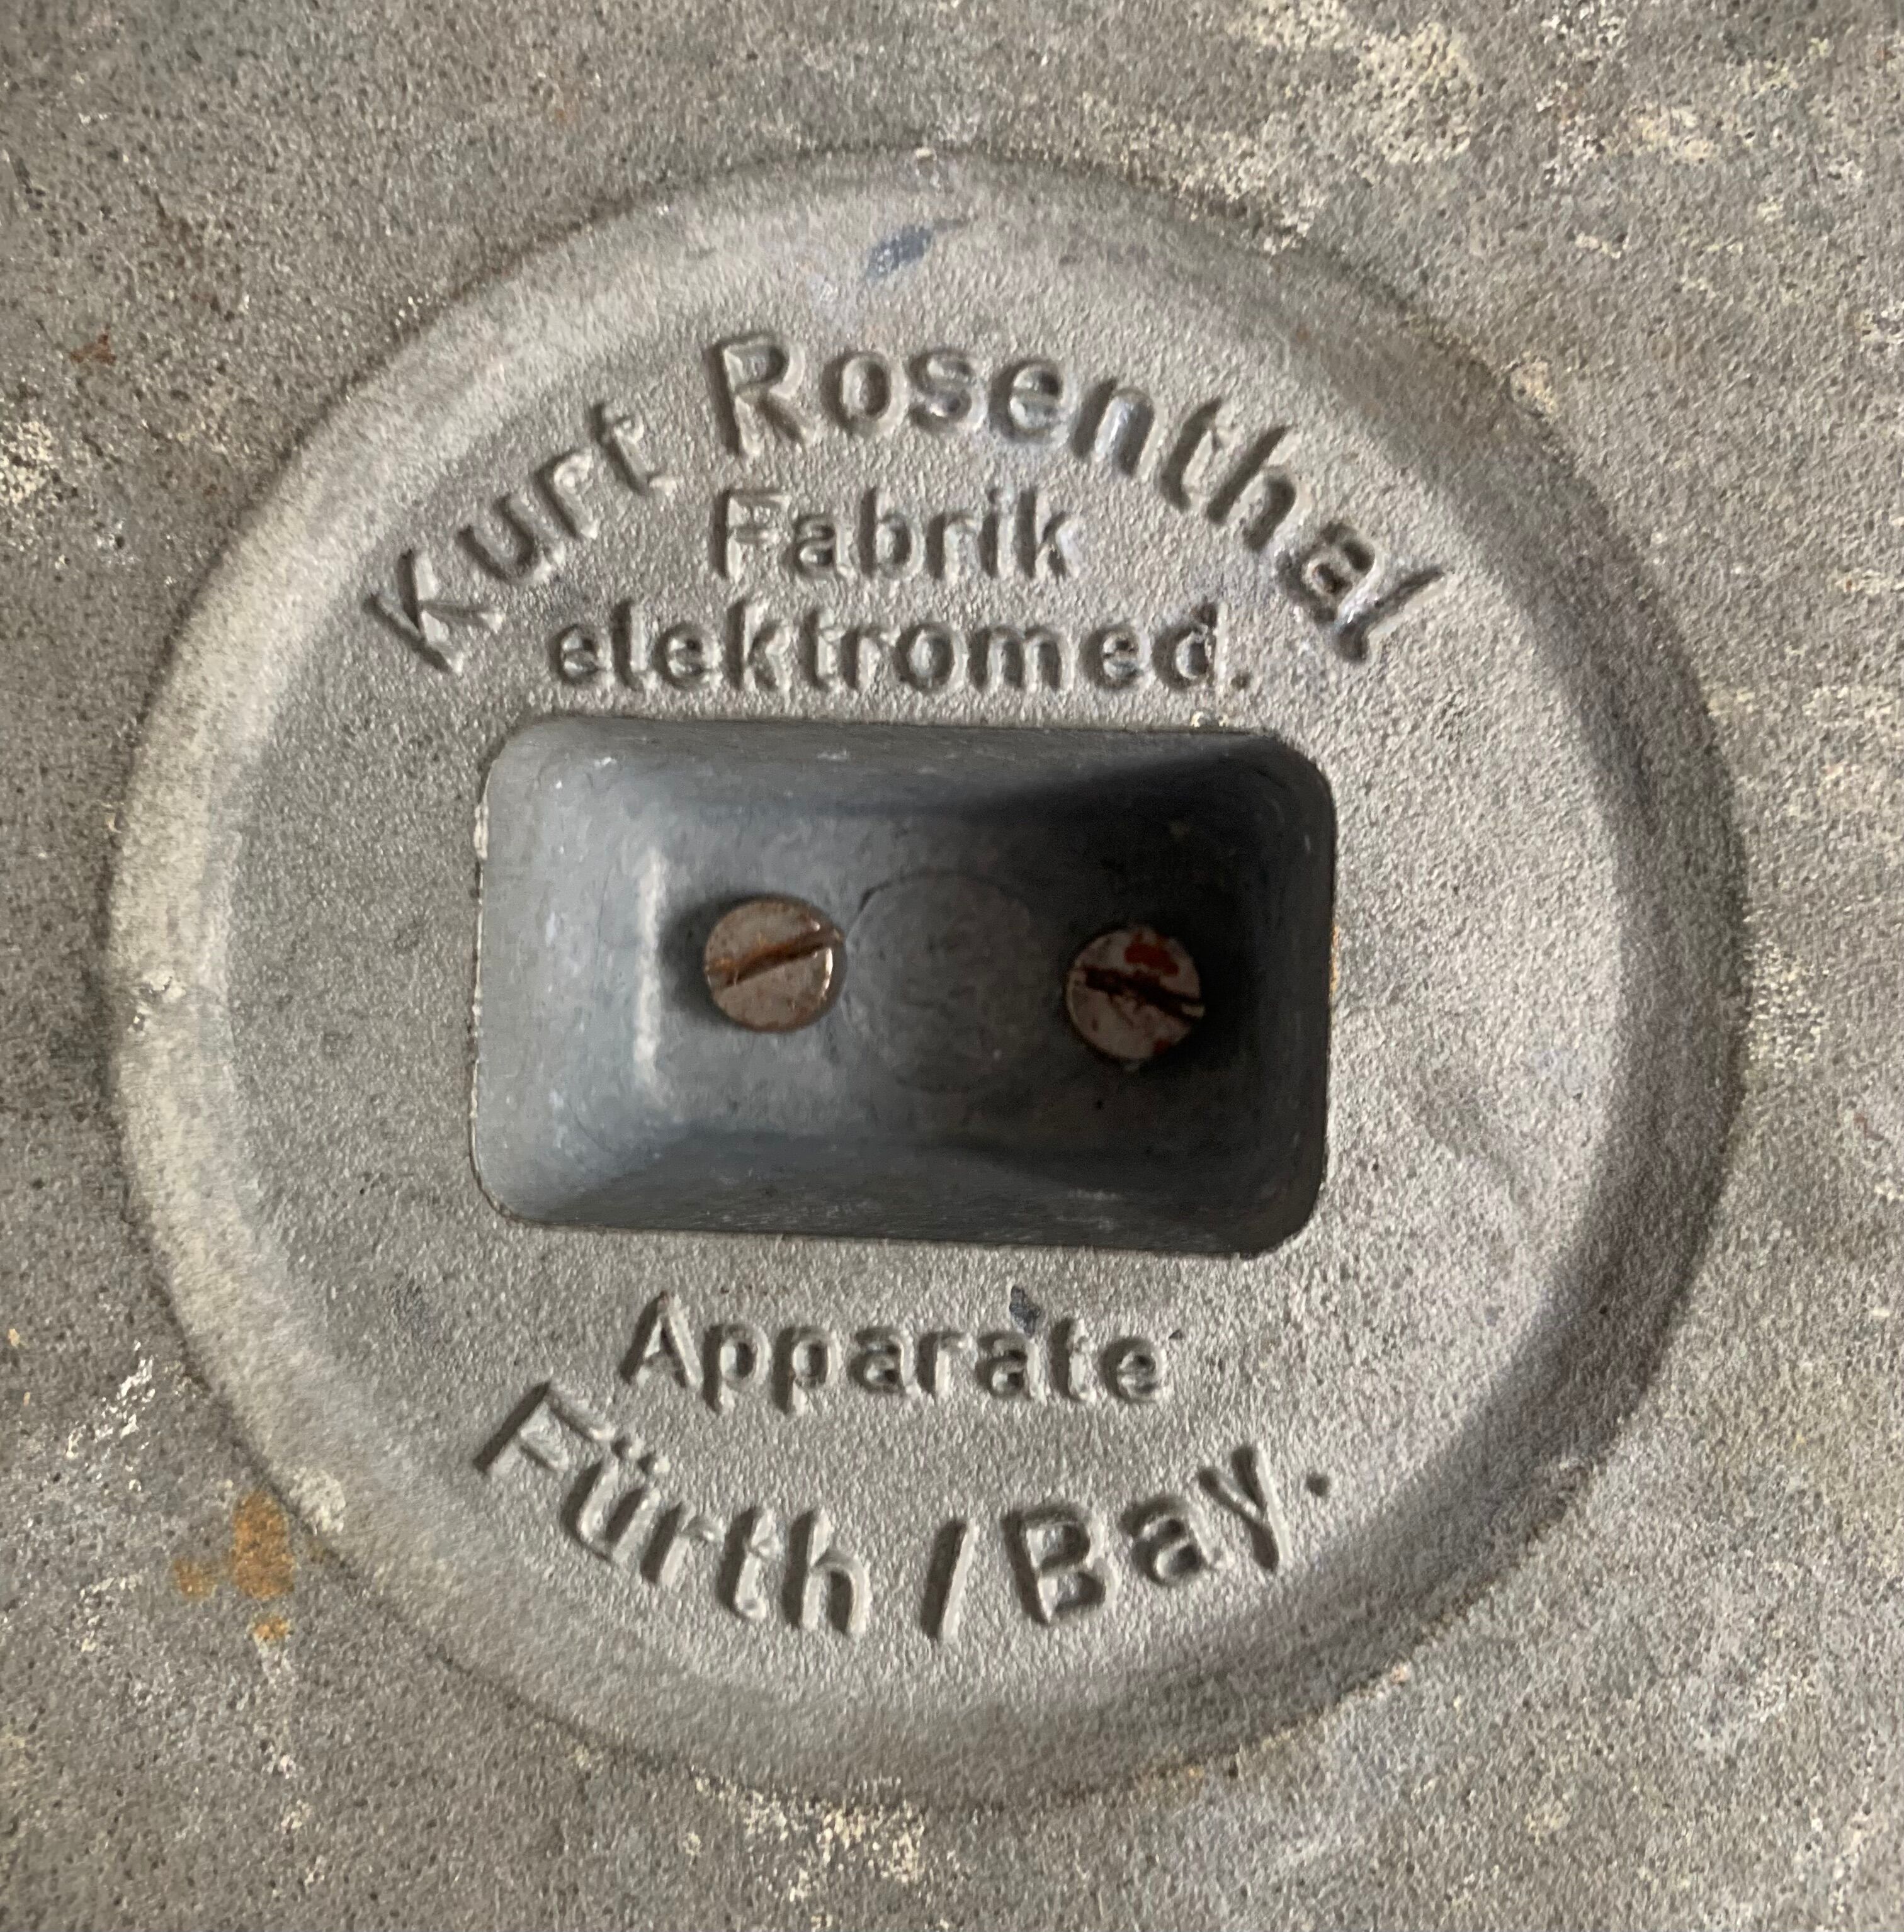 Kurt Rosenthal
Fabrik
elektromed.
Apparate
Fürth / Bay.